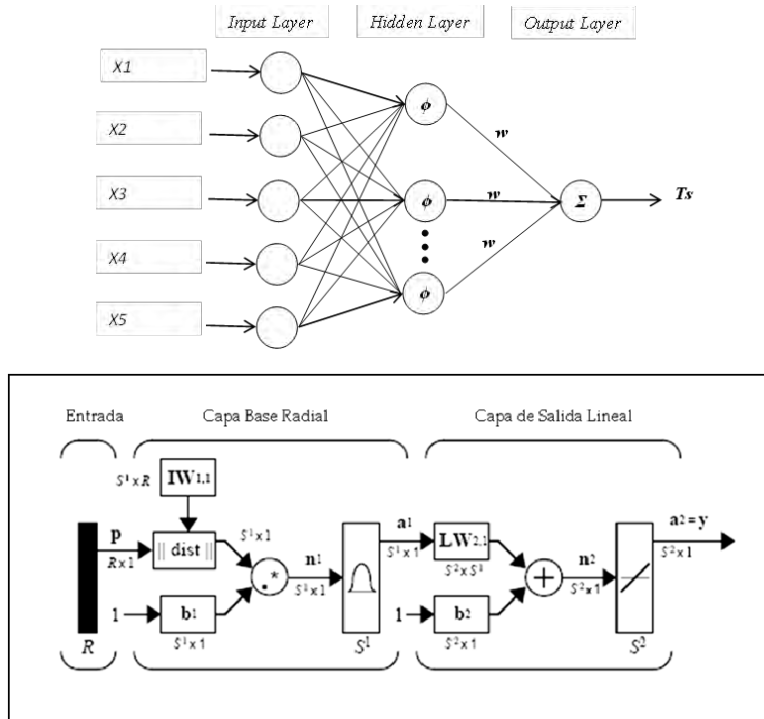 Input Layer Hidden Layer Output Layer
X1
X2
X3
X4
X5
ϕ
ϕ
ϕ
w
w
w
Σ
Ts
Entrada Capa Base Radial Capa de Salida Lineal
S¹ x R
IW1,1
p
R x 1
|| dist ||
S¹ x 1
.*
n1
S¹ x 1
a1
S¹ x 1
1
b1
S¹ x 1
R
S¹
LW2,1
S² x S¹
1
b2
S² x 1
+
n2
S² x 1
a2 = y
S² x 1
S²